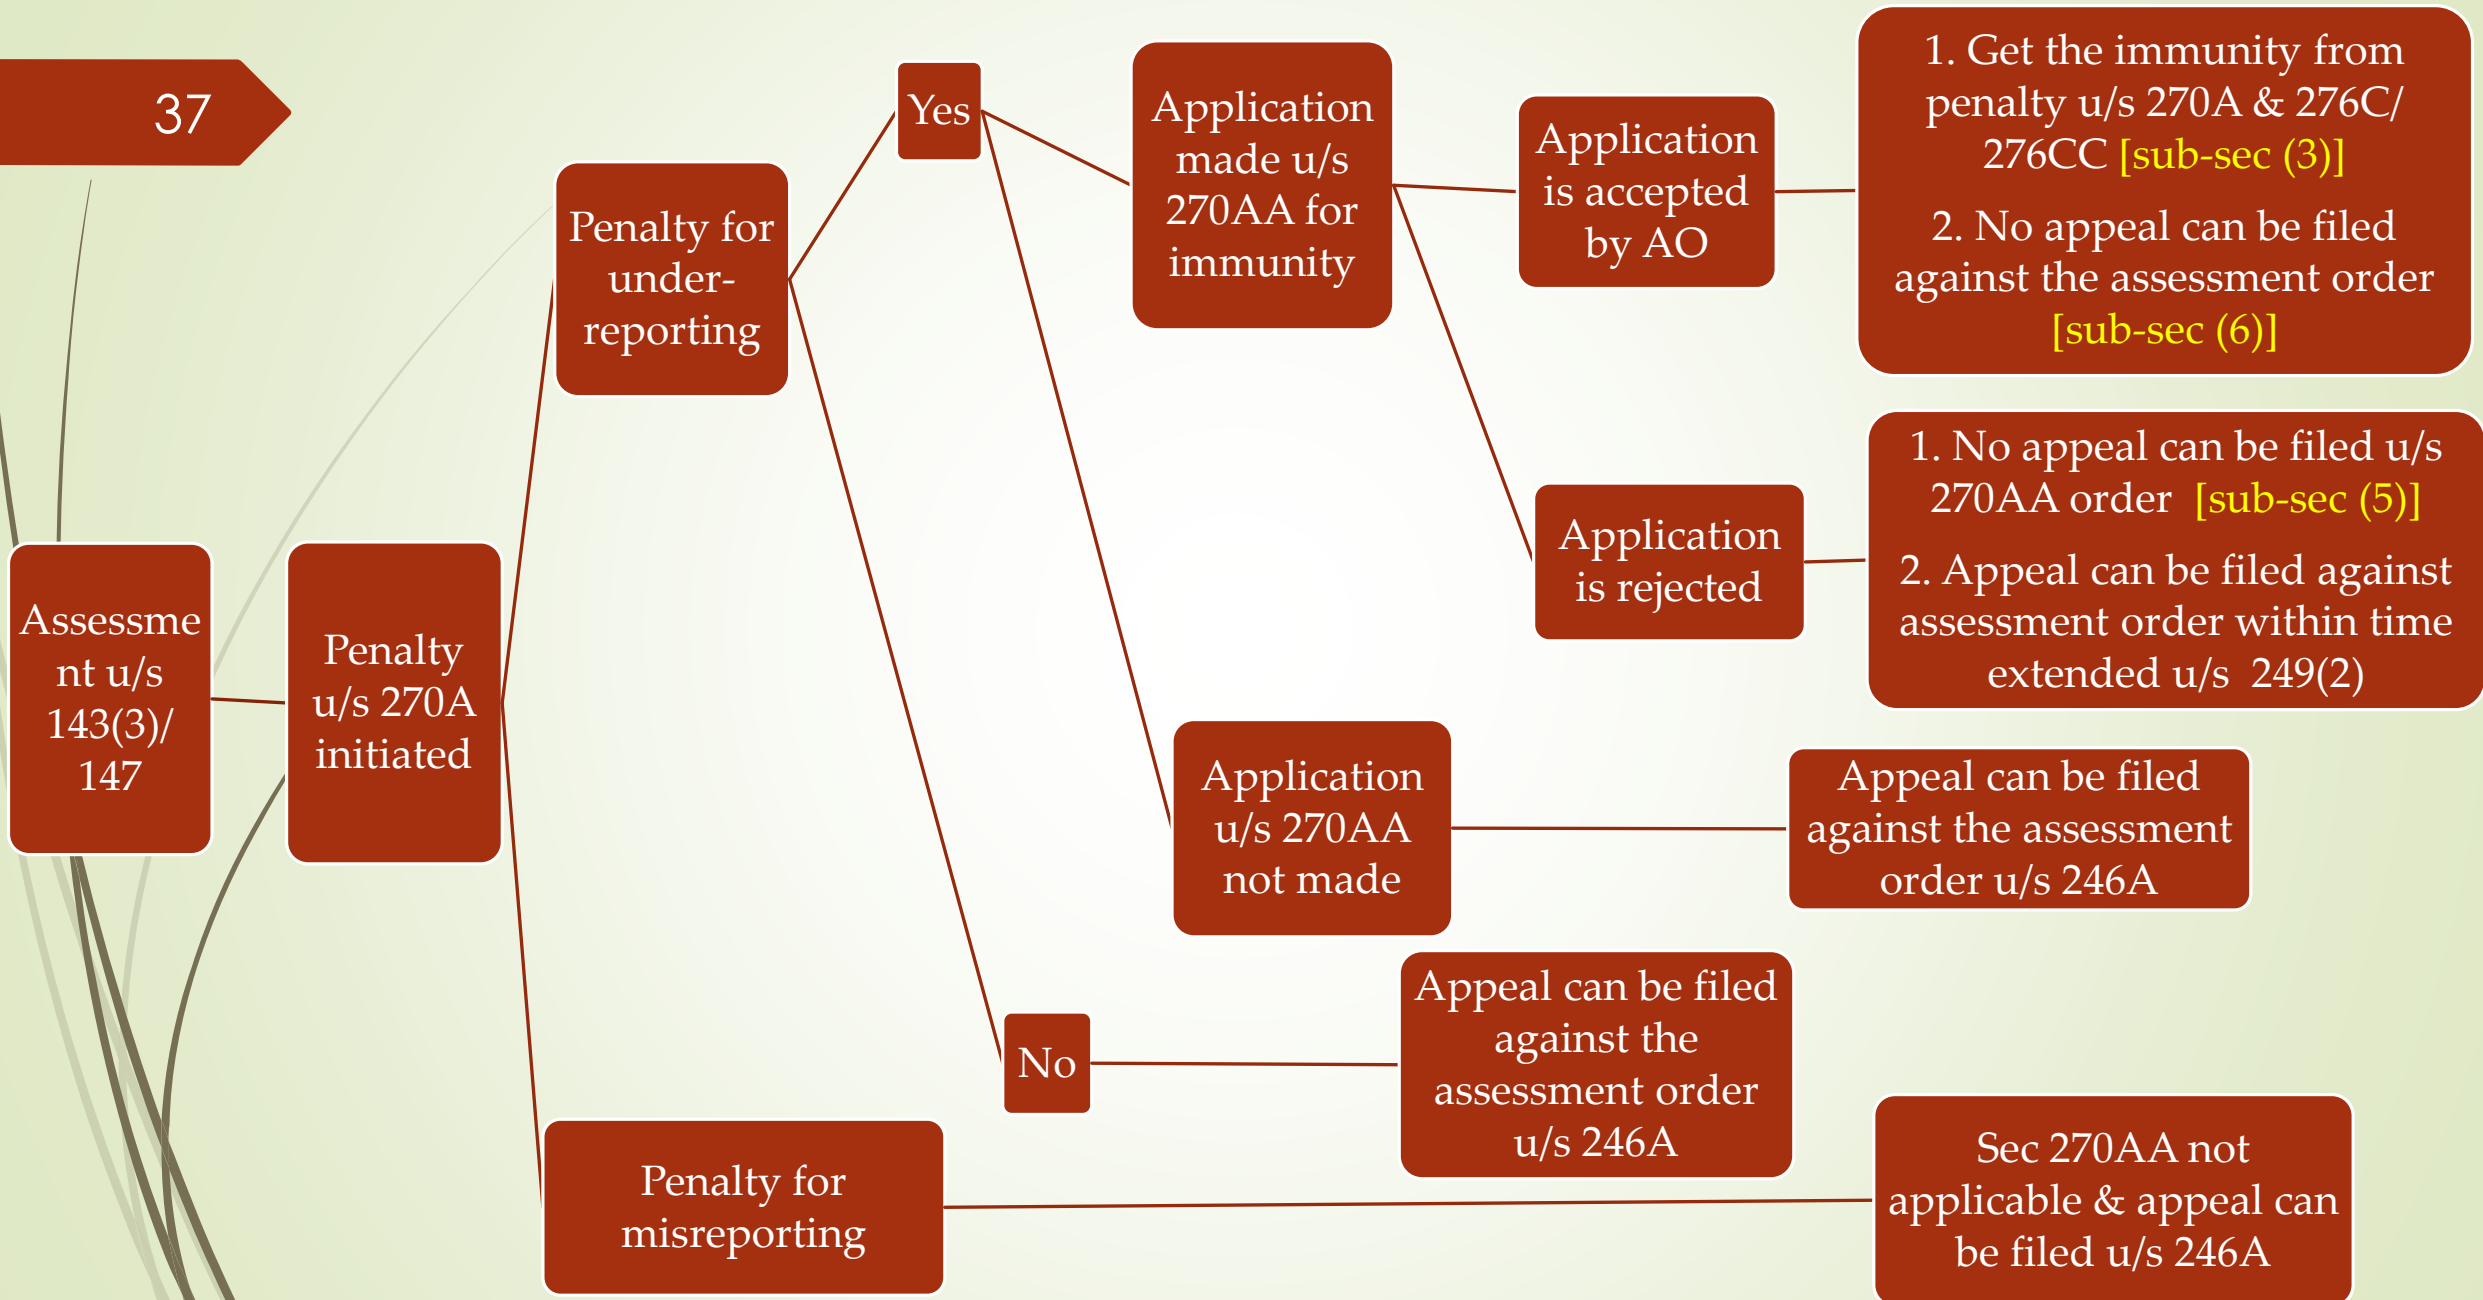 37
Assessme
nt u/s
143(3)/
147
Penalty
u/s 270A
initiated
Penalty for
under-
reporting
Yes
Application
made u/s
270AA for
immunity
Application
is accepted
by AO
1. Get the immunity from
penalty u/s 270A & 276C/
276CC [sub-sec (3)]
2. No appeal can be filed
against the assessment order
[sub-sec (6)]
Application
is rejected
1. No appeal can be filed u/s
270AA order [sub-sec (5)]
2. Appeal can be filed against
assessment order within time
extended u/s 249(2)
Application
u/s 270AA
not made
Appeal can be filed
against the assessment
order u/s 246A
No
Appeal can be filed
against the
assessment order
u/s 246A
Penalty for
misreporting
Sec 270AA not
applicable & appeal can
be filed u/s 246A